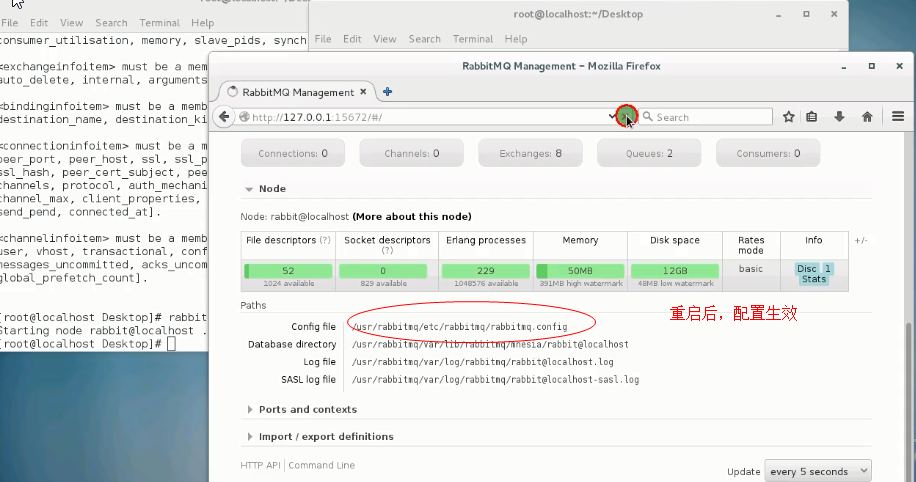 root@localhost:~/Desktop
File Edit View Search Terminal Help
File Edit View Search Terminal Help
consumer_utilisation, memory, slave_pids, synch
<exchangeinfoitem> must be a mem
auto_delete, internal, arguments
<bindinginfoitem> must be a memb
destination_name, destination_ki
<connectioninfoitem> must be a m
peer_port, peer_host, ssl, ssl_p
ssl_hash, peer_cert_subject, pee
channels, protocol, auth_mechani
channel_max, client_properties,
send_pend, connected_at].
<channelinfoitem> must be a memb
user, vhost, transactional, conf
messages_uncommitted, acks_uncom
global_prefetch_count].
[root@localhost Desktop]# rabbit
Starting node rabbit@localhost .
[root@localhost Desktop]#
RabbitMQ Management - Mozilla Firefox
RabbitMQ Management
http://127.0.0.1:15672/#/
Search
Connections: 0 Channels: 0 Exchanges: 8 Queues: 2 Consumers: 0
Node
Node: rabbit@localhost (More about this node)
File descriptors (?) Socket descriptors (?) Erlang processes Memory Disk space Rates mode Info +/-
52 0 229 50MB 12GB basic Disc 1 Stats
1024 available 829 available 1048576 available 391MB high watermark 48MB low watermark
Paths
重启后，配置生效
Config file /usr/rabbitmq/etc/rabbitmq/rabbitmq.config
Database directory /usr/rabbitmq/var/lib/rabbitmq/mnesia/rabbit@localhost
Log file /usr/rabbitmq/var/log/rabbitmq/rabbit@localhost.log
SASL log file /usr/rabbitmq/var/log/rabbitmq/rabbit@localhost-sasl.log
Ports and contexts
Import / export definitions
HTTP API | Command Line
Update every 5 seconds